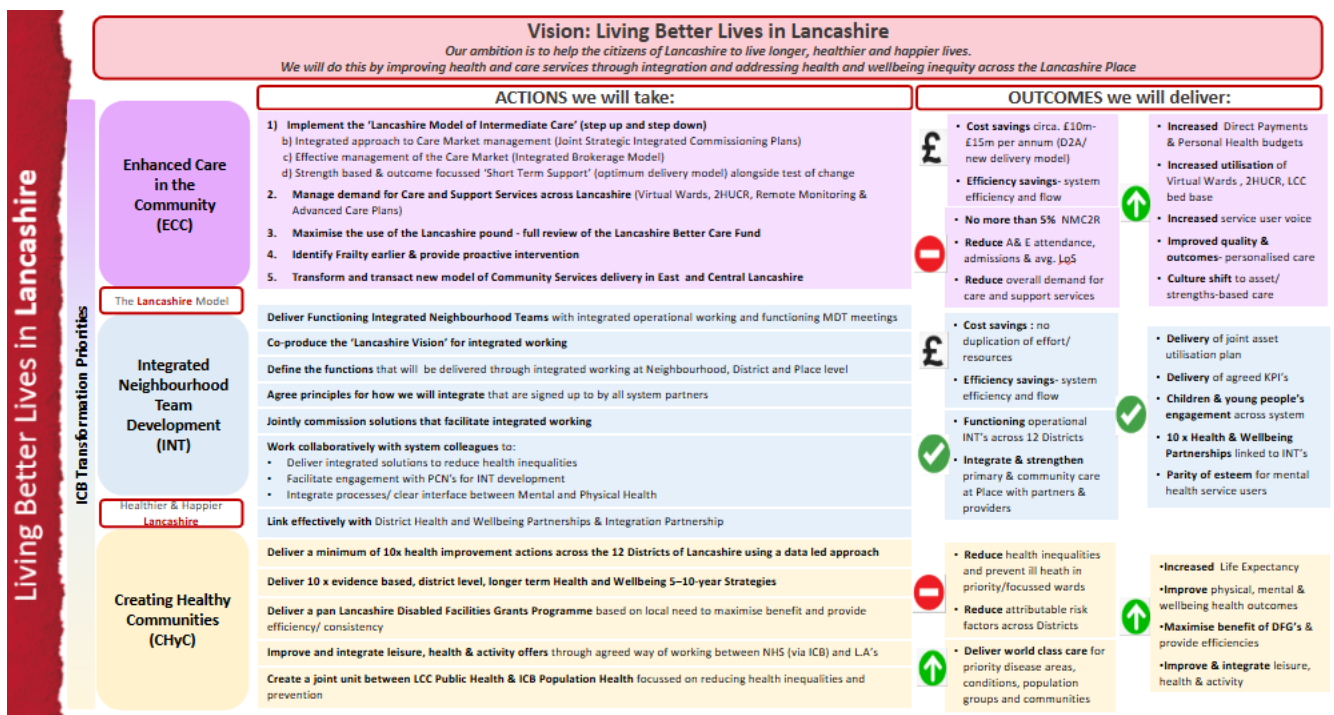 Living Better Lives in Lancashire
Vision: Living Better Lives in Lancashire
Our ambition is to help the citizens of Lancashire to live longer, healthier and happier lives.
We will do this by improving health and care services through integration and addressing health and wellbeing inequity across the Lancashire Place
ICB Transformation Priorities
ACTIONS we will take:
OUTCOMES we will deliver:
Enhanced Care
in the
Community
(ECC)
1) Implement the ‘Lancashire Model of Intermediate Care’ (step up and step down)
b) Integrated approach to Care Market management (Joint Strategic Integrated Commissioning Plans)
c) Effective management of the Care Market (Integrated Brokerage Model)
d) Strength based & outcome focussed ‘Short Term Support’ (optimum delivery model) alongside test of change
2. Manage demand for Care and Support Services across Lancashire (Virtual Wards, 2HUCR, Remote Monitoring &
Advanced Care Plans)
3. Maximise the use of the Lancashire pound - full review of the Lancashire Better Care Fund
4. Identify Frailty earlier & provide proactive intervention
5. Transform and transact new model of Community Services delivery in East and Central Lancashire
£
• Cost savings circa. £10m-
£15m per annum (D2A/
new delivery model)
• Efficiency savings- system
efficiency and flow
• No more than 5% NMC2R
• Reduce A& E attendance,
admissions & avg. LoS
• Reduce overall demand for
care and support services
• Increased Direct Payments
& Personal Health budgets
• Increased utilisation of
Virtual Wards , 2HUCR, LCC
bed base
• Increased service user voice
• Improved quality &
outcomes- personalised care
• Culture shift to asset/
strengths-based care
The Lancashire Model
Integrated
Neighbourhood
Team
Development
(INT)
Deliver Functioning Integrated Neighbourhood Teams with integrated operational working and functioning MDT meetings
Co-produce the ‘Lancashire Vision’ for integrated working
Define the functions that will be delivered through integrated working at Neighbourhood, District and Place level
Agree principles for how we will integrate that are signed up to by all system partners
Jointly commission solutions that facilitate integrated working
Work collaboratively with system colleagues to:
• Deliver integrated solutions to reduce health inequalities
• Facilitate engagement with PCN’s for INT development
• Integrate processes/ clear interface between Mental and Physical Health
Link effectively with District Health and Wellbeing Partnerships & Integration Partnership
£
• Cost savings : no
duplication of effort/
resources
• Efficiency savings- system
efficiency and flow
• Functioning operational
INT’s across 12 Districts
• Integrate & strengthen
primary & community care
at Place with partners &
providers
• Delivery of joint asset
utilisation plan
• Delivery of agreed KPI’s
• Children & young people’s
engagement across system
• 10 x Health & Wellbeing
Partnerships linked to INT’s
• Parity of esteem for mental
health service users
Healthier & Happier
Lancashire
Creating Healthy
Communities
(CHyC)
Deliver a minimum of 10x health improvement actions across the 12 Districts of Lancashire using a data led approach
Deliver 10 x evidence based, district level, longer term Health and Wellbeing 5–10-year Strategies
Deliver a pan Lancashire Disabled Facilities Grants Programme based on local need to maximise benefit and provide
efficiency/ consistency
Improve and integrate leisure, health & activity offers through agreed way of working between NHS (via ICB) and L.A’s
Create a joint unit between LCC Public Health & ICB Population Health focussed on reducing health inequalities and
prevention
• Reduce health inequalities
and prevent ill heath in
priority/focussed wards
• Reduce attributable risk
factors across Districts
• Deliver world class care for
priority disease areas,
conditions, population
groups and communities
•Increased Life Expectancy
•Improve physical, mental &
wellbeing health outcomes
•Maximise benefit of DFG’s &
provide efficiencies
•Improve & integrate leisure,
health & activity